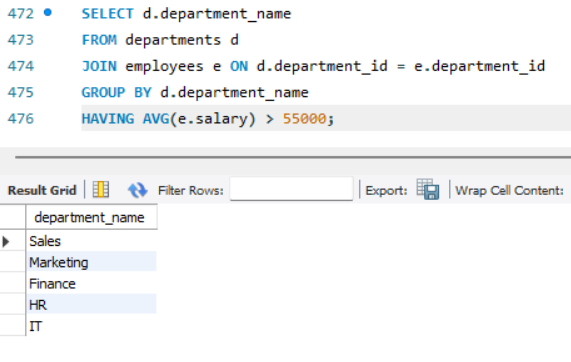 472 SELECT d.department_name
473 FROM departments d
474 JOIN employees e ON d.department_id = e.department_id
475 GROUP BY d.department_name
476 HAVING AVG(e.salary) > 55000;
Result Grid Filter Rows: Export: Wrap Cell Content:
department_name
Sales
Marketing
Finance
HR
IT